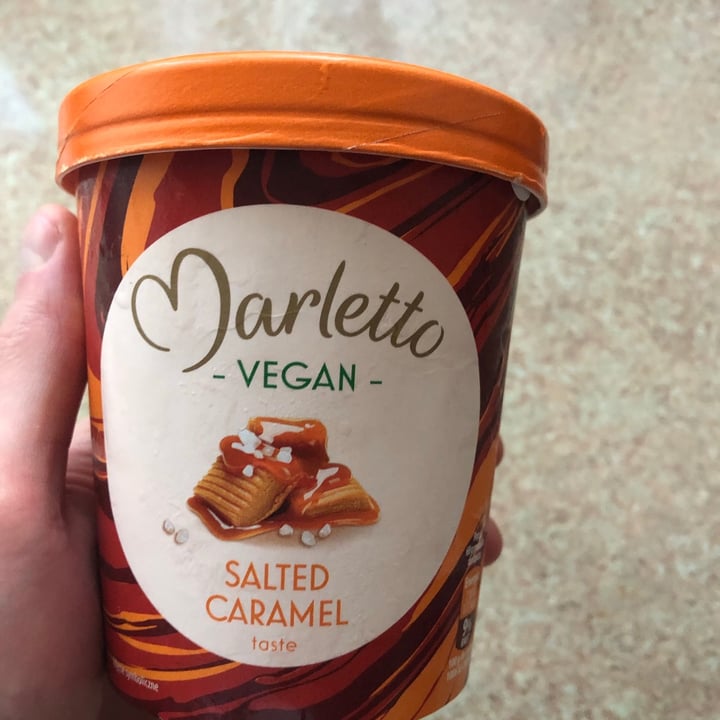 Marletto
- VEGAN -
SALTED
CARAMEL
taste